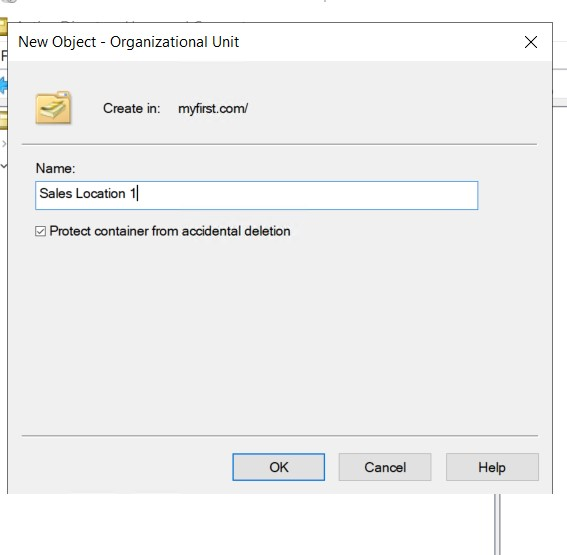 New Object - Organizational Unit
Create in: myfirst.com/
Name:
Sales Location 1
Protect container from accidental deletion
OK Cancel Help